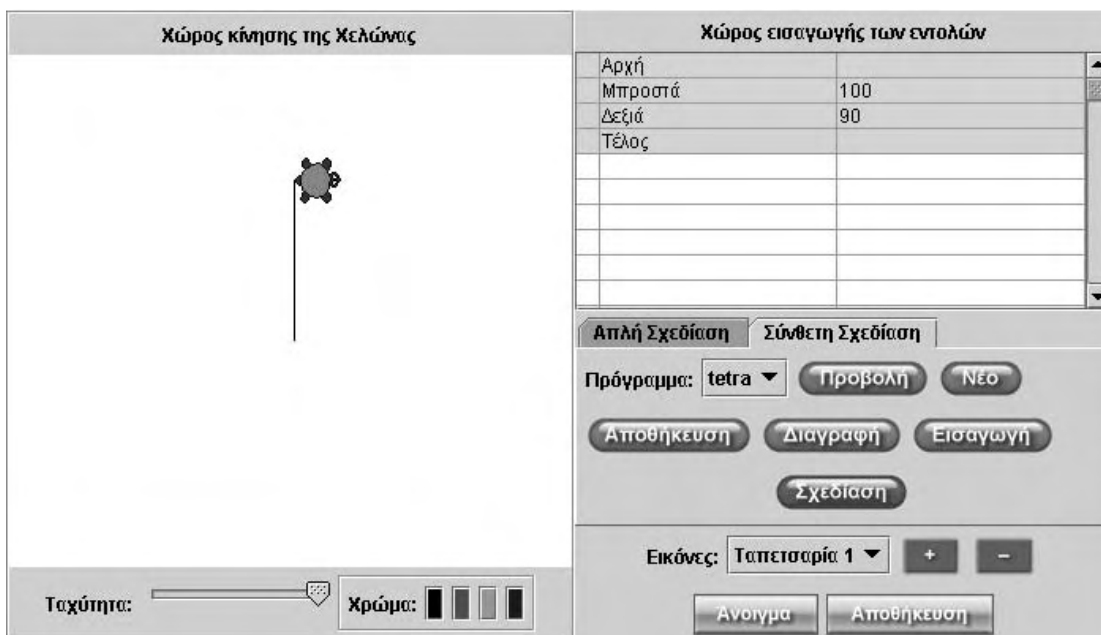 Χώρος κίνησης της Χελώνας
Χώρος εισαγωγής των εντολών
Αρχή
Μπροστά 100
Δεξιά 90
Τέλος
Απλή Σχεδίαση Σύνθετη Σχεδίαση
Πρόγραμμα: tetra Προβολή Νέο
Αποθήκευση Διαγραφή Εισαγωγή
Σχεδίαση
Εικόνες: Ταπετσαρία 1 + -
Ταχύτητα: Χρώμα:
Άνοιγμα Αποθήκευση